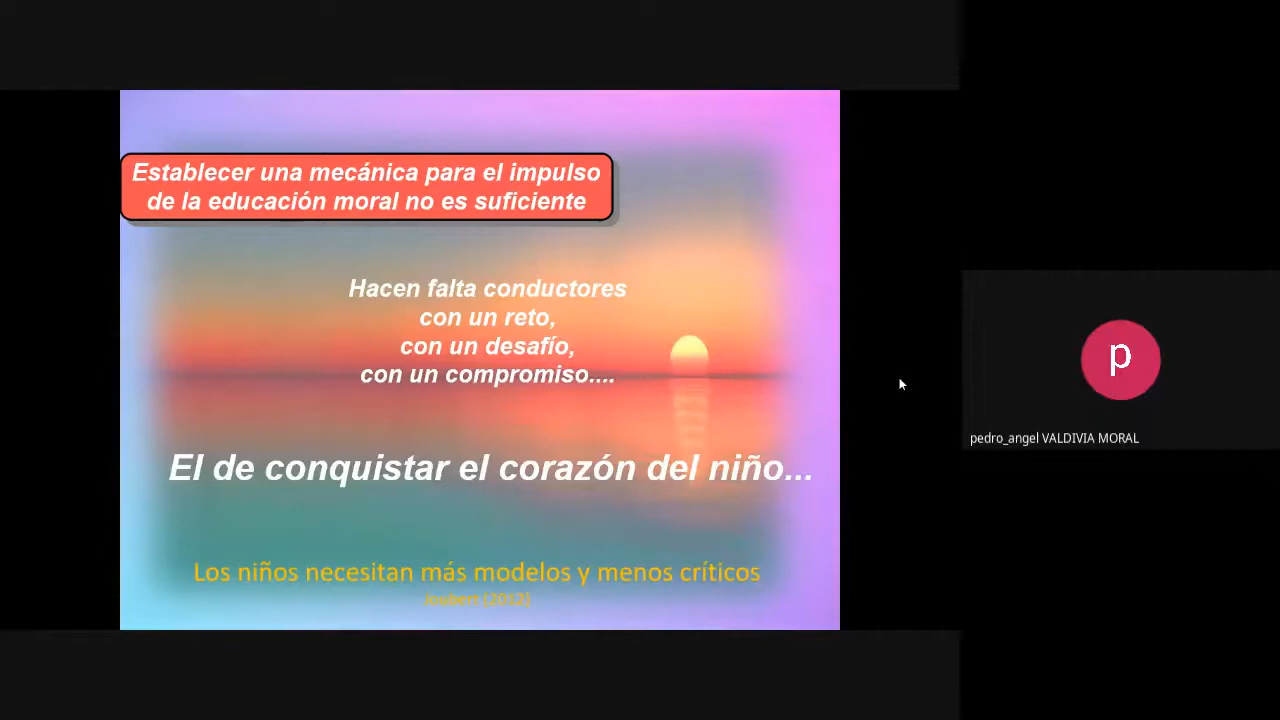 Establecer una mecánica para el impulso
de la educación moral no es suficiente
Hacen falta conductores
con un reto,
con un desafío,
con un compromiso....
El de conquistar el corazón del niño...
Los niños necesitan más modelos y menos críticos
Joubert (2012)
p
pedro_angel VALDIVIA MORAL